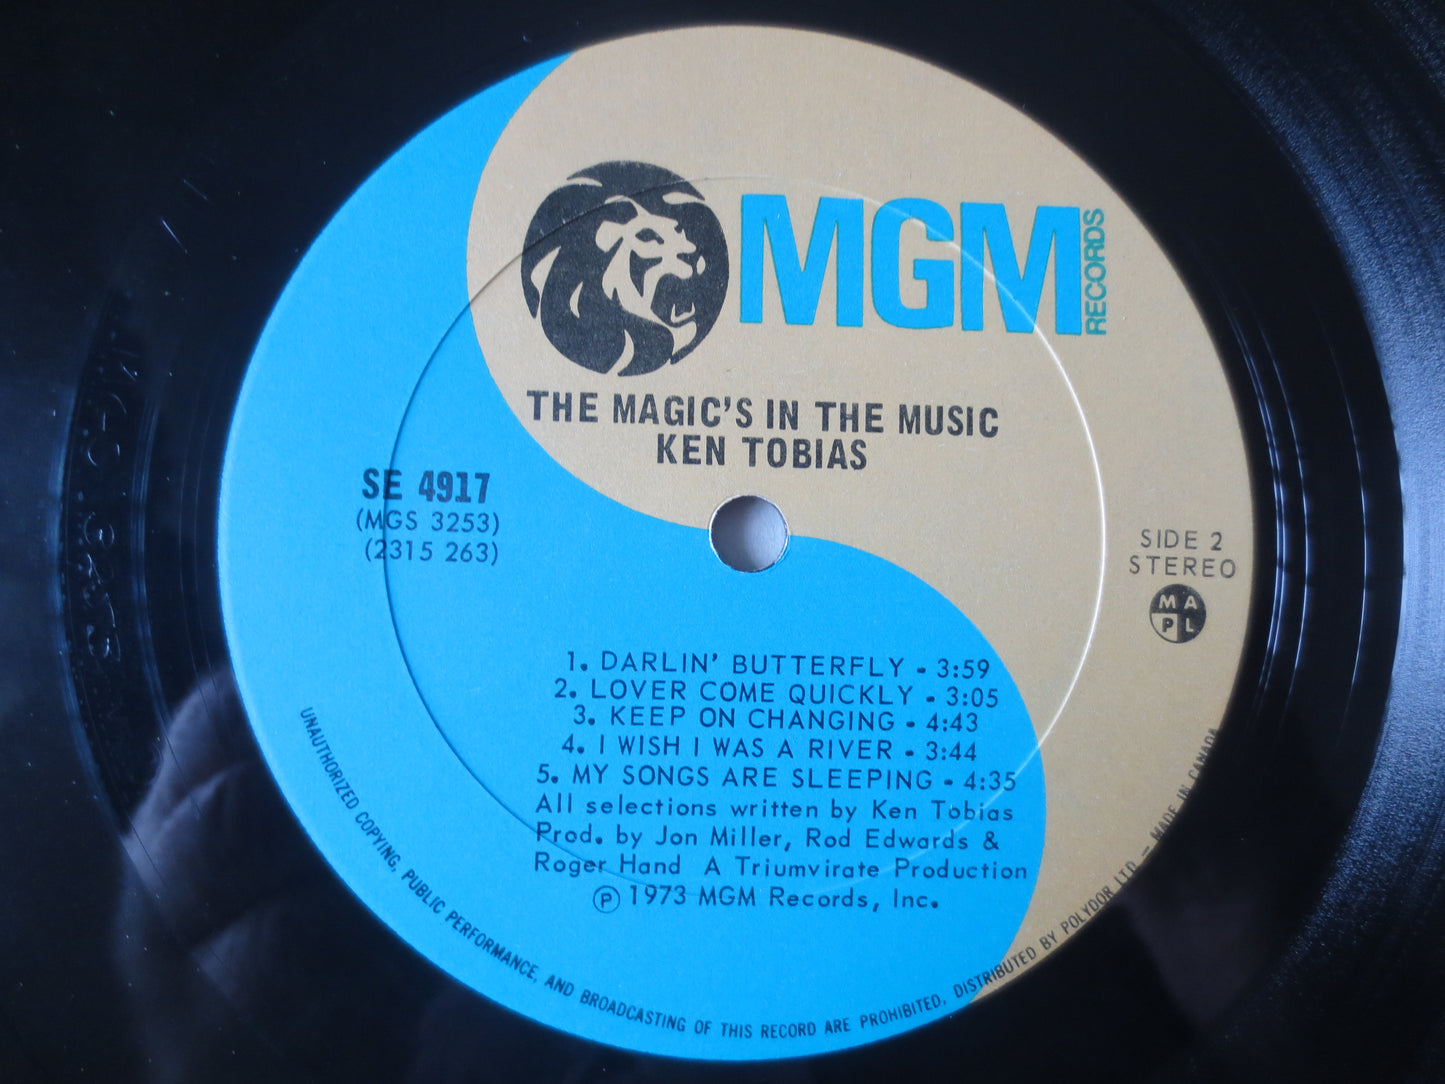 MGM
RECORDS
THE MAGIC'S IN THE MUSIC
KEN TOBIAS
SE 4917
(MGS 3253)
(2315 263)
SIDE 2
STEREO
M A
P L
1. DARLIN' BUTTERFLY - 3:59
2. LOVER COME QUICKLY - 3:05
3. KEEP ON CHANGING - 4:43
4. I WISH I WAS A RIVER - 3:44
5. MY SONGS ARE SLEEPING - 4:35
All selections written by Ken Tobias
Prod. by Jon Miller, Rod Edwards &
Roger Hand A Triumvirate Production
℗ 1973 MGM Records, Inc.
UNAUTHORIZED COPYING, PUBLIC PERFORMANCE, AND BROADCASTING OF THIS RECORD ARE PROHIBITED. DISTRIBUTED BY POLYDOR LTD. — MADE IN CANADA